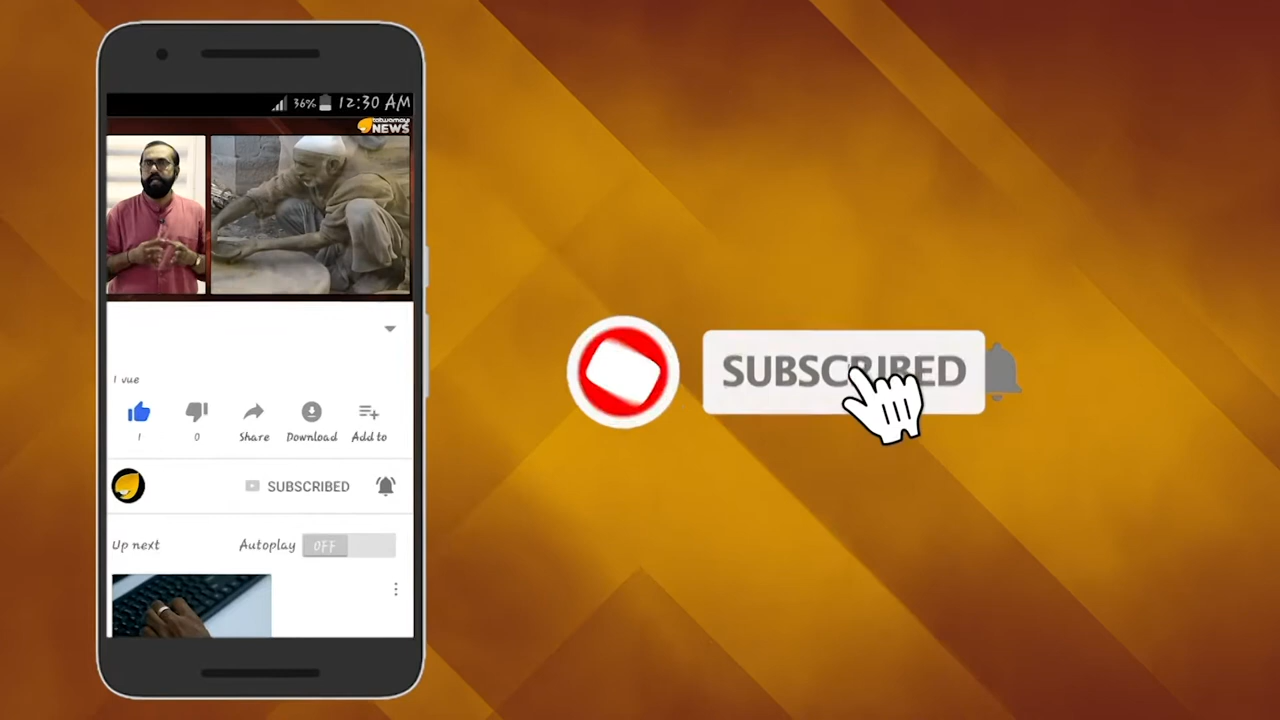 36% 12:30 AM
tatwamayi
NEWS
1 vue
1 0 Share Download Add to
SUBSCRIBED
Up next Autoplay OFF
SUBSCRIBED